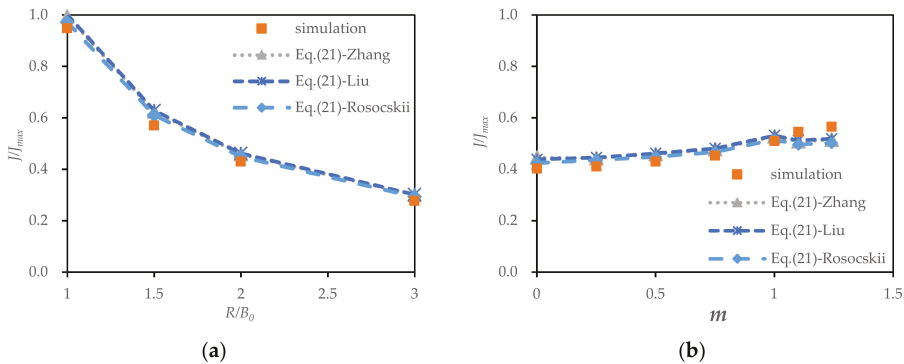 1.0
0.8
0.6
0.4
0.2
0.0
J/Jmax
1
1.5
2
2.5
3
R/B0
simulation
Eq.(21)-Zhang
Eq.(21)-Liu
Eq.(21)-Rosocskii
(a)
1.0
0.8
0.6
0.4
0.2
0.0
J/Jmax
0
0.5
1
1.5
m
simulation
Eq.(21)-Zhang
Eq.(21)-Liu
Eq.(21)-Rosocskii
(b)